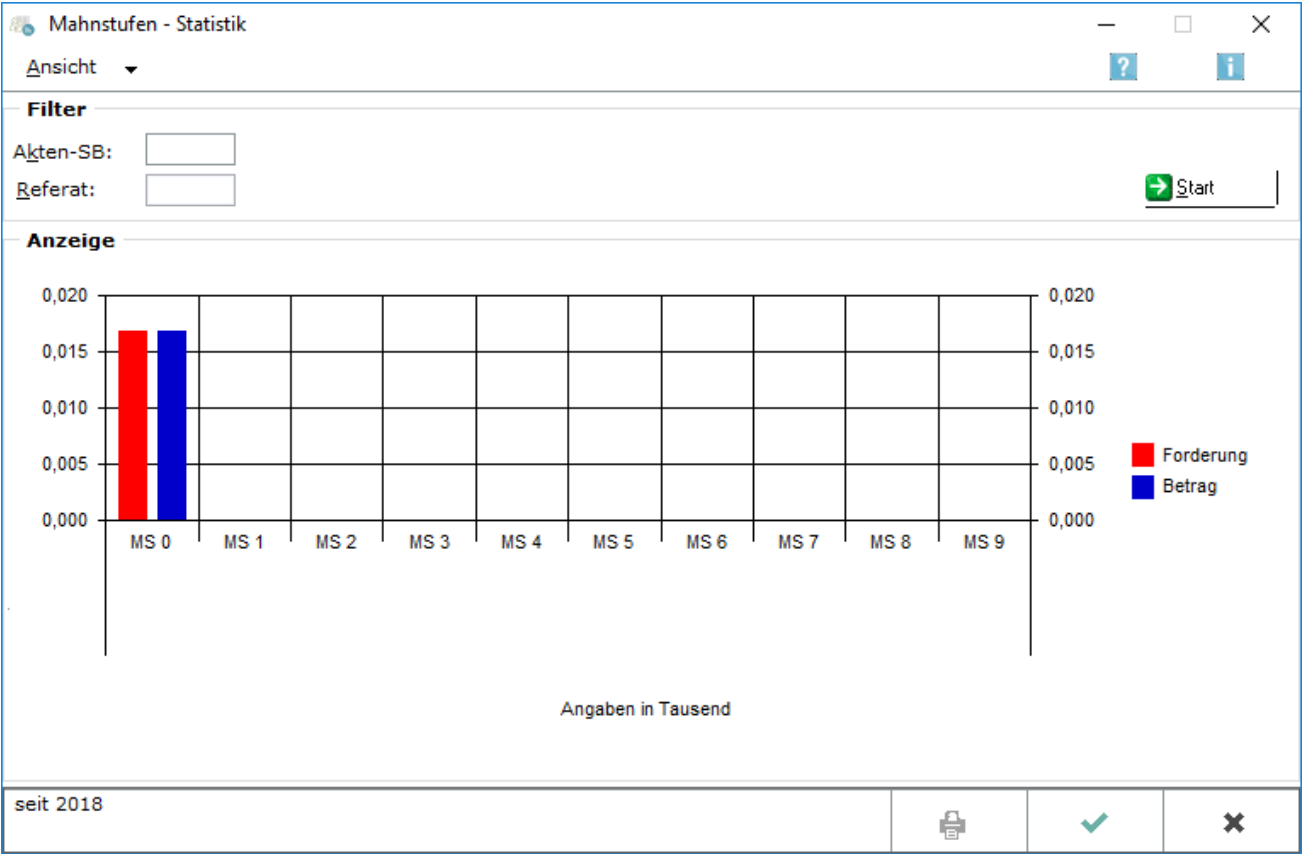 Mahnstufen - Statistik
Ansicht
? i
Filter
Akten-SB:
Referat:
Start
Anzeige
0,020 0,020
0,015 0,015
0,010 0,010
0,005 0,005
0,000 0,000
Forderung
Betrag
MS 0 MS 1 MS 2 MS 3 MS 4 MS 5 MS 6 MS 7 MS 8 MS 9
Angaben in Tausend
seit 2018